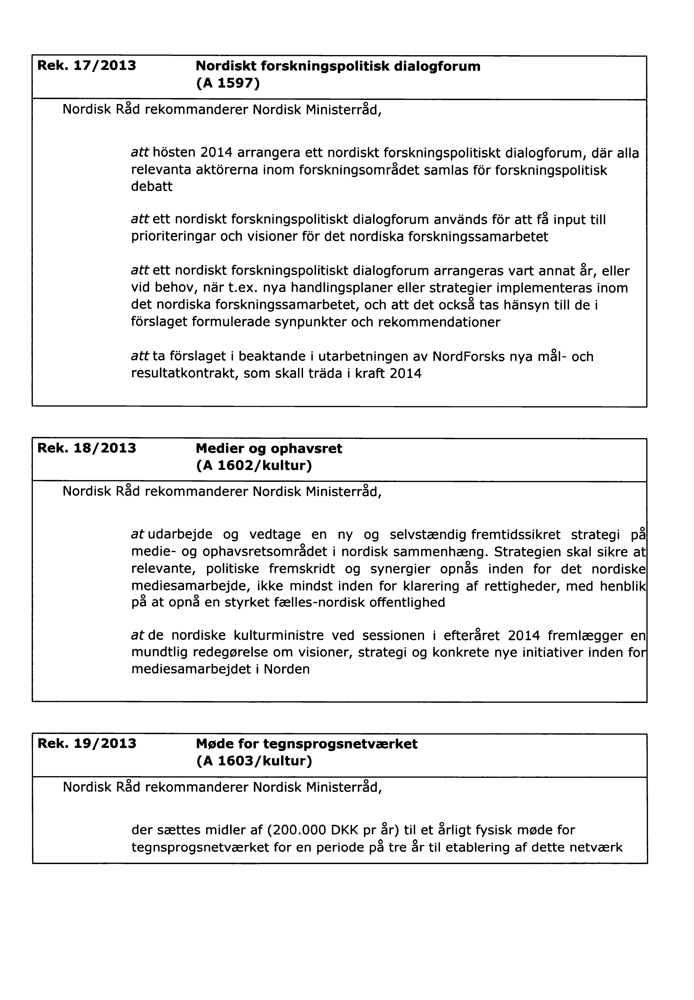 Rek. 17/2013 Nordiskt forskningspolitisk dialogforum
(A 1597)
Nordisk Råd rekommanderer Nordisk Ministerråd,
att hösten 2014 arrangera ett nordiskt forskningspolitiskt dialogforum, där alla
relevanta aktörerna inom forskningsområdet samlas för forskningspolitisk
debatt
att ett nordiskt forskningspolitiskt dialogforum används för att få input till
prioriteringar och visioner för det nordiska forskningssamarbetet
att ett nordiskt forskningspolitiskt dialogforum arrangeras vart annat år, eller
vid behov, när t.ex. nya handlingsplaner eller strategier implementeras inom
det nordiska forskningssamarbetet, och att det också tas hänsyn till de i
förslaget formulerade synpunkter och rekommendationer
att ta förslaget i beaktande i utarbetningen av NordForsks nya mål- och
resultatkontrakt, som skall träda i kraft 2014
Rek. 18/2013 Medier og ophavsret
(A 1602/kultur)
Nordisk Råd rekommanderer Nordisk Ministerråd,
at udarbejde og vedtage en ny og selvstændig fremtidssikret strategi på
medie- og ophavsretsområdet i nordisk sammenhæng. Strategien skal sikre at
relevante, politiske fremskridt og synergier opnås inden for det nordiske
mediesamarbejde, ikke mindst inden for klarering af rettigheder, med henblik
på at opnå en styrket fælles-nordisk offentlighed
at de nordiske kulturministre ved sessionen i efteråret 2014 fremlægger en
mundtlig redegørelse om visioner, strategi og konkrete nye initiativer inden for
mediesamarbejdet i Norden
Rek. 19/2013 Møde for tegnsprogsnetværket
(A 1603/kultur)
Nordisk Råd rekommanderer Nordisk Ministerråd,
der sættes midler af (200.000 DKK pr år) til et årligt fysisk møde for
tegnsprogsnetværket for en periode på tre år til etablering af dette netværk